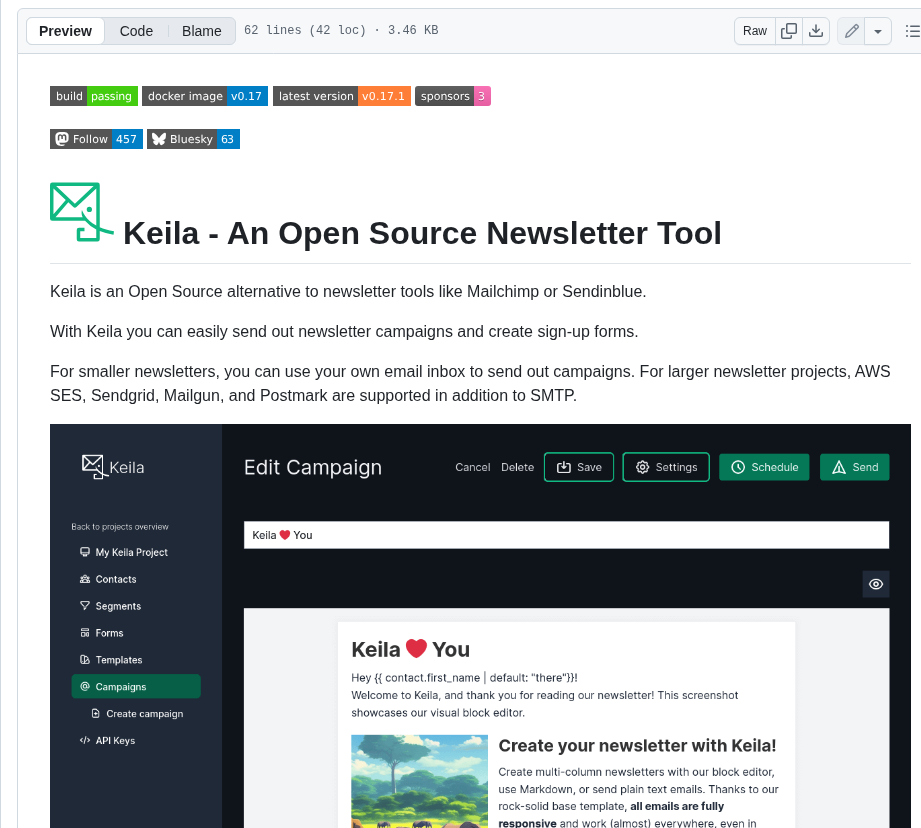 Preview Code Blame 62 lines (42 loc) · 3.46 KB Raw
build passing docker image v0.17 latest version v0.17.1 sponsors 3
Follow 457 Bluesky 63
Keila - An Open Source Newsletter Tool
Keila is an Open Source alternative to newsletter tools like Mailchimp or Sendinblue.
With Keila you can easily send out newsletter campaigns and create sign-up forms.
For smaller newsletters, you can use your own email inbox to send out campaigns. For larger newsletter projects, AWS
SES, Sendgrid, Mailgun, and Postmark are supported in addition to SMTP.
Keila
Back to projects overview
My Keila Project
Contacts
Segments
Forms
Templates
Campaigns
Create campaign
API Keys
Edit Campaign Cancel Delete Save Settings Schedule Send
Keila ❤️ You
Keila ❤️ You
Hey {{ contact.first_name | default: "there"}}!
Welcome to Keila, and thank you for reading our newsletter! This screenshot
showcases our visual block editor.
Create your newsletter with Keila!
Create multi-column newsletters with our block editor,
use Markdown, or send plain text emails. Thanks to our
rock-solid base template, all emails are fully
responsive and work (almost) everywhere, even in